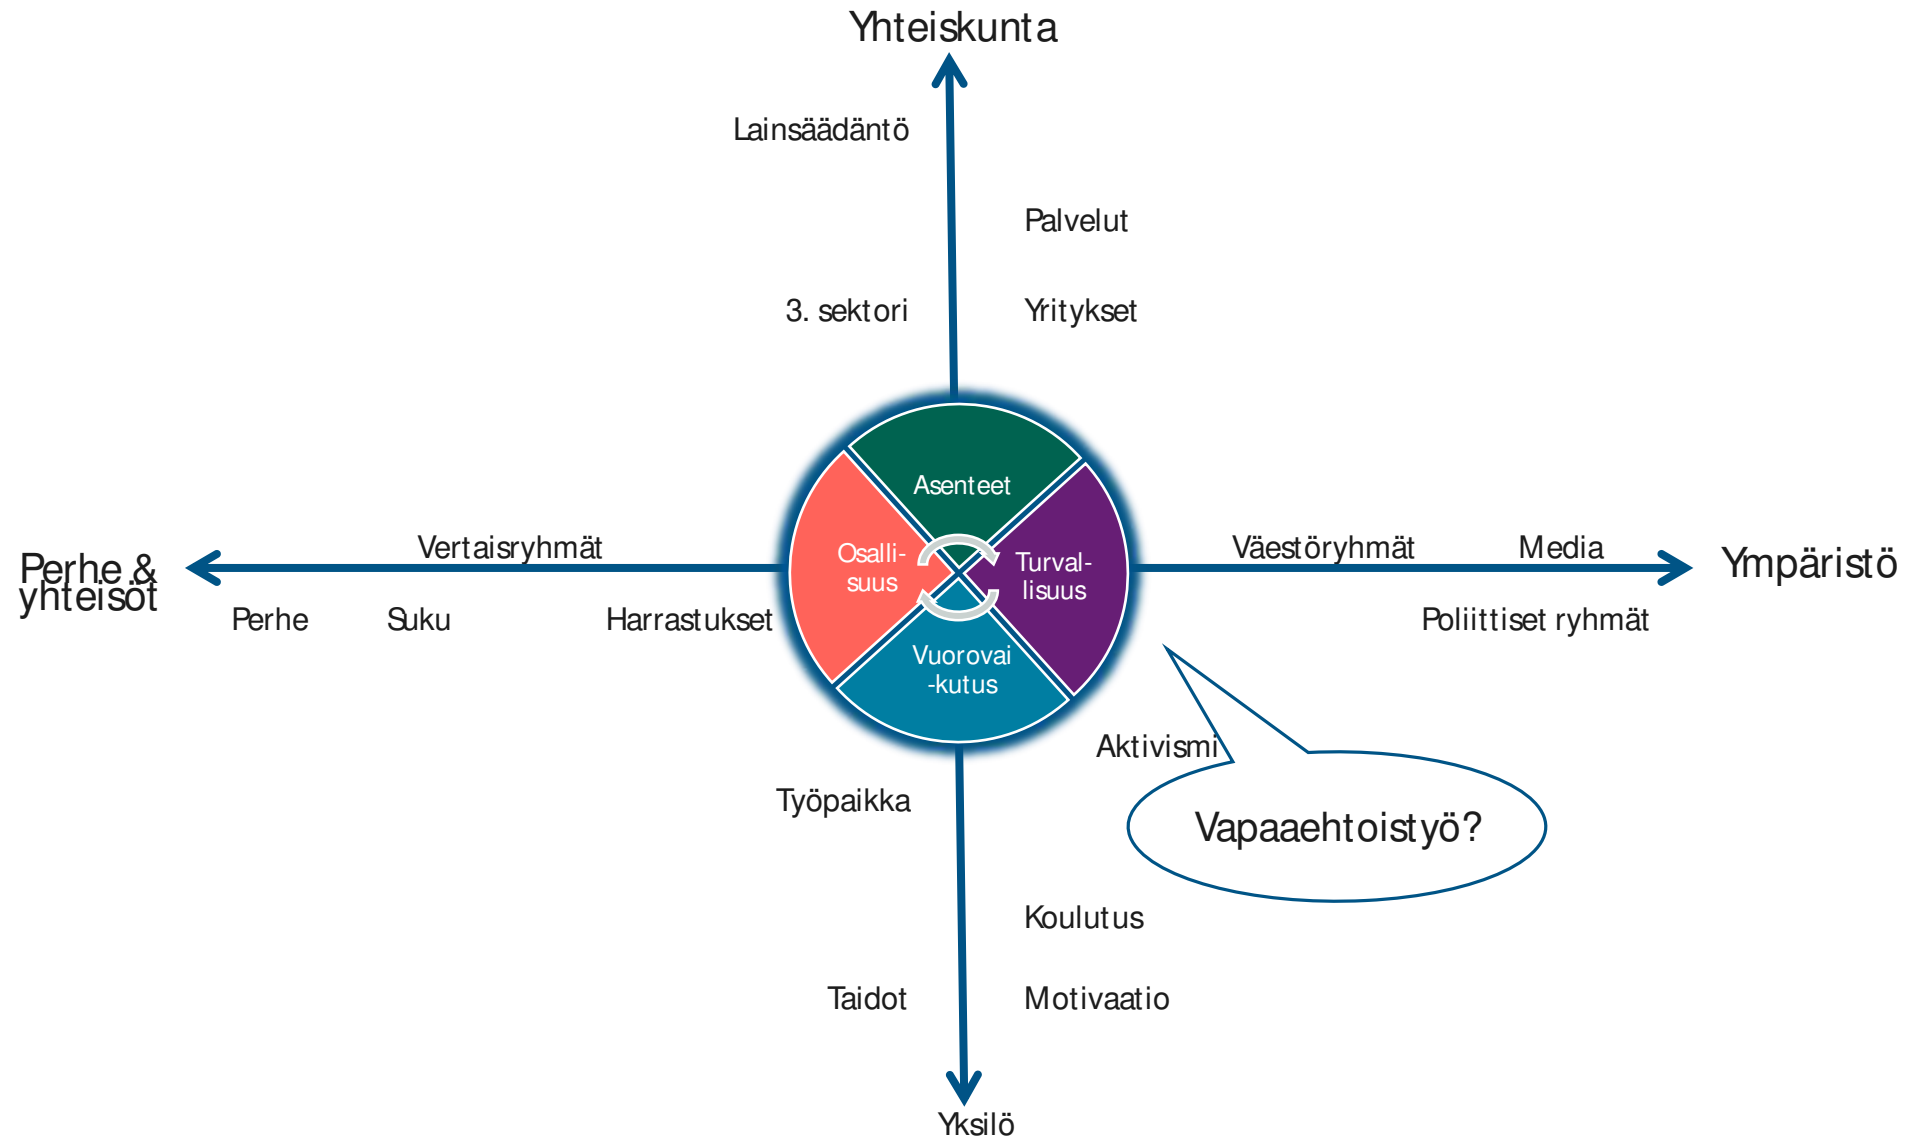 Yhteiskunta
Lainsäädäntö
Palvelut
3. sektori
Yritykset
Asenteet
Osalli-
suus
Turval-
lisuus
Vuorovai
-kutus
Vertaisryhmät
Väestöryhmät
Media
Perhe &
yhteisöt
Ympäristö
Perhe
Suku
Harrastukset
Poliittiset ryhmät
Aktivismi
Työpaikka
Vapaaehtoistyö?
Koulutus
Taidot
Motivaatio
Yksilö